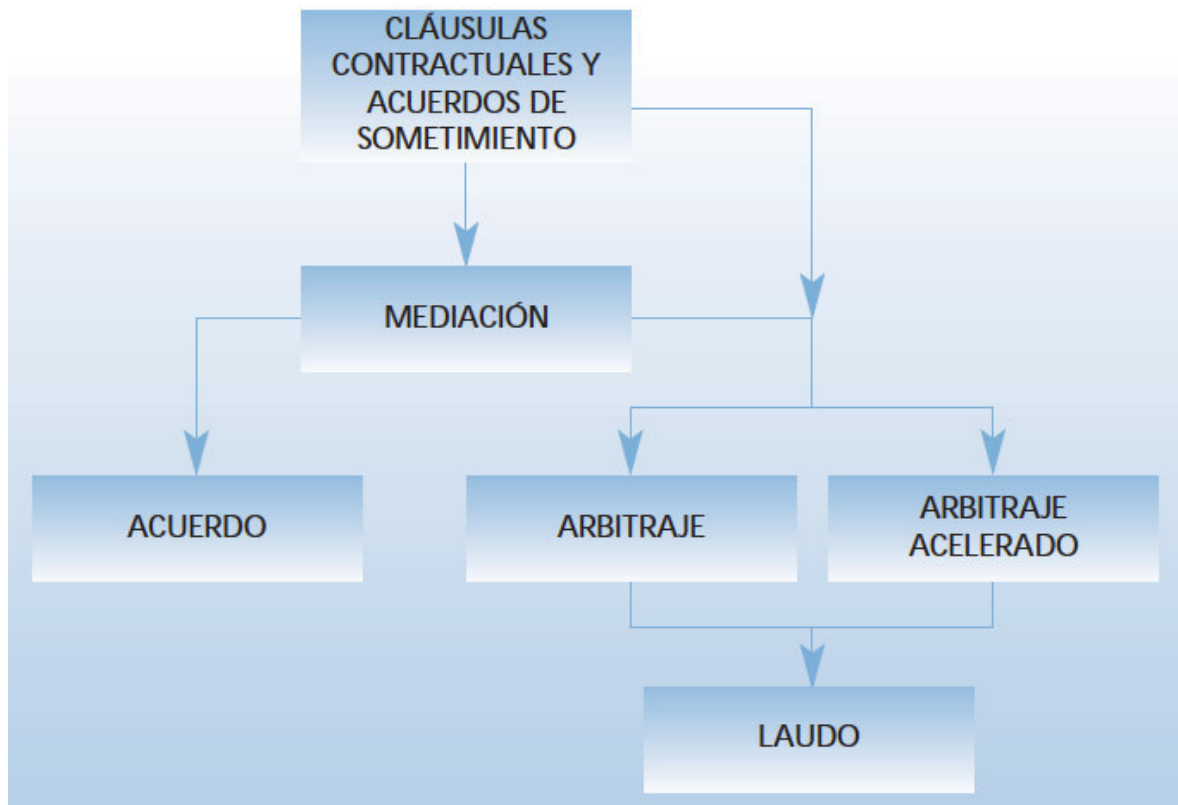 CLÁUSULAS
CONTRACTUALES Y
ACUERDOS DE
SOMETIMIENTO
MEDIACIÓN
ACUERDO
ARBITRAJE
ARBITRAJE
ACELERADO
LAUDO